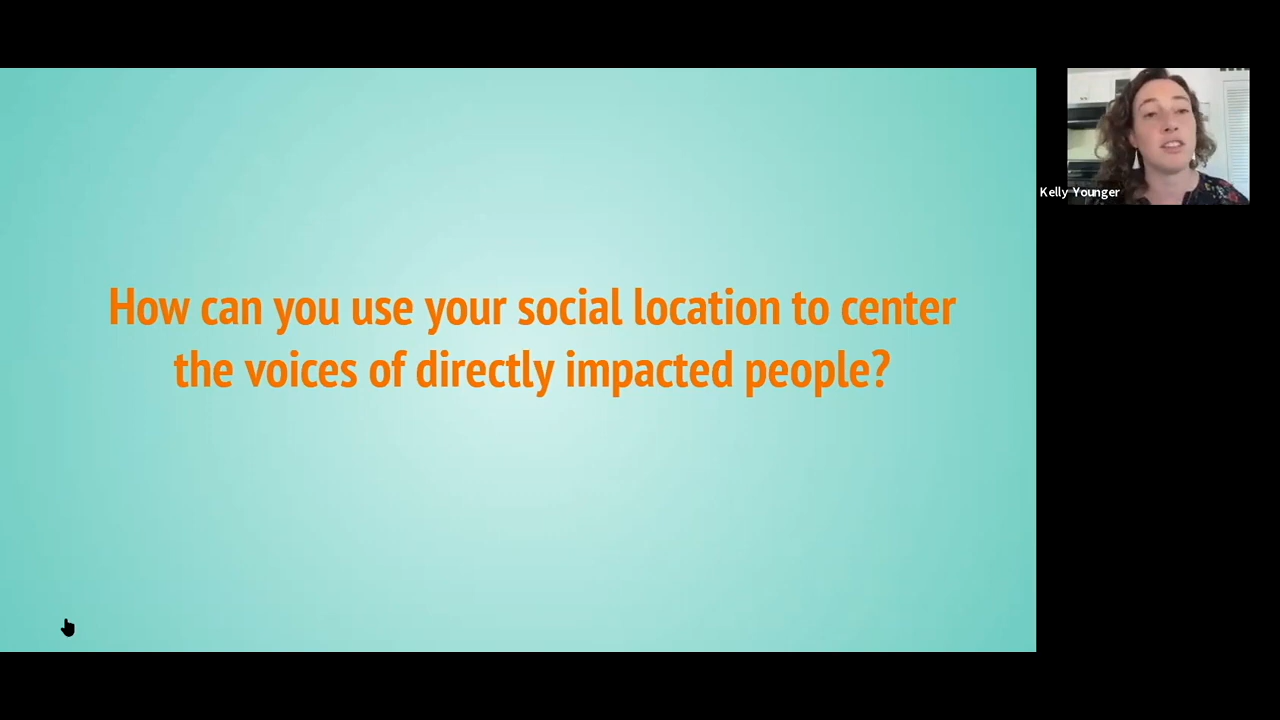 How can you use your social location to center
the voices of directly impacted people?
Kelly Younger